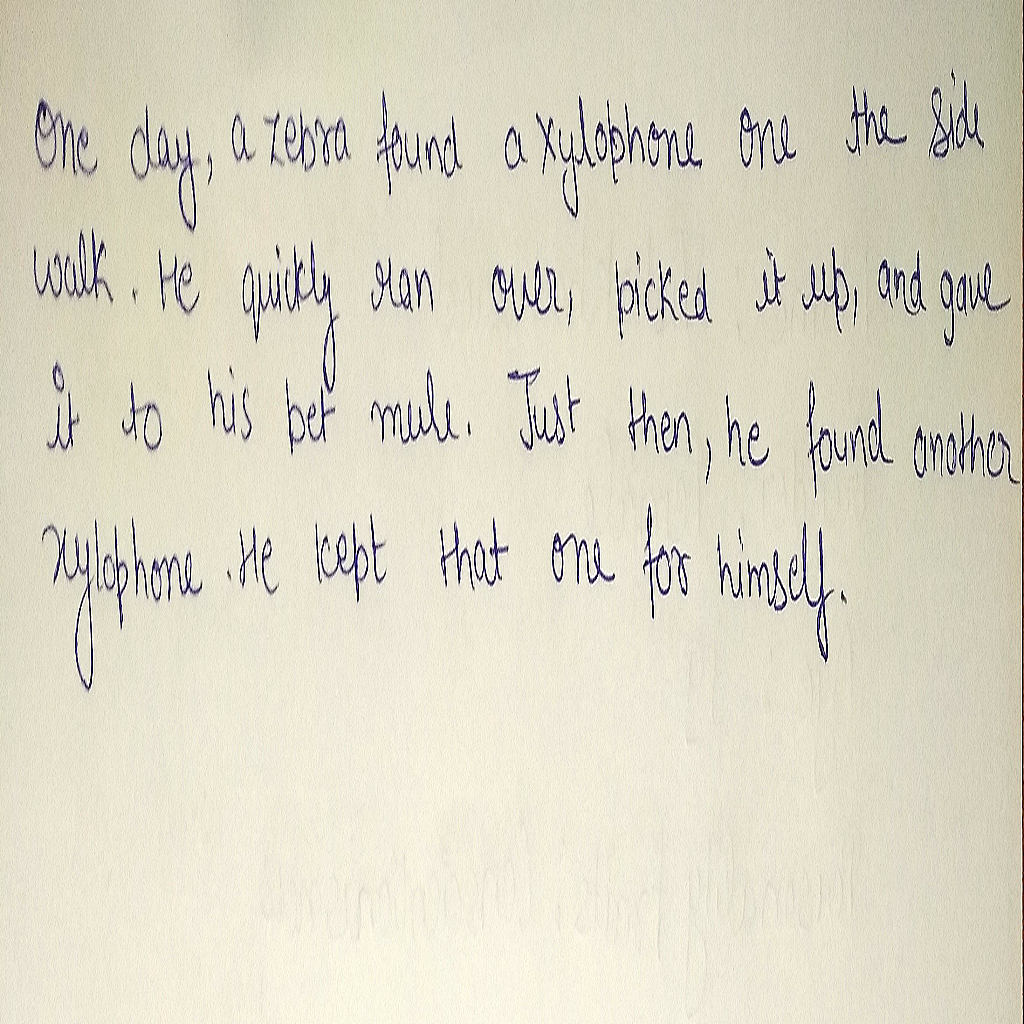 One day, a zebra found a xylophone one the side
walk. He quickly ran over, picked it up, and gave
it to his pet mule. Just then, he found another
xylophone. He kept that one for himself.